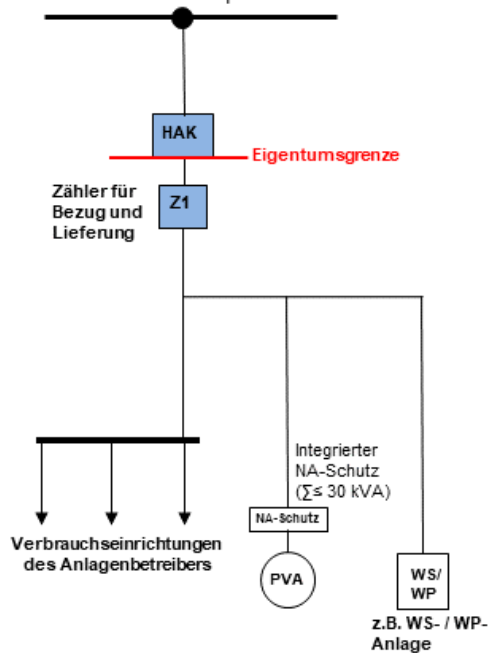 HAK
Eigentumsgrenze
Zähler für
Bezug und
Lieferung
Z1
Integrierter
NA-Schutz
(∑≤ 30 kVA)
NA-Schutz
Verbrauchseinrichtungen
des Anlagenbetreibers
PVA
WS/
WP
z.B. WS- / WP-
Anlage